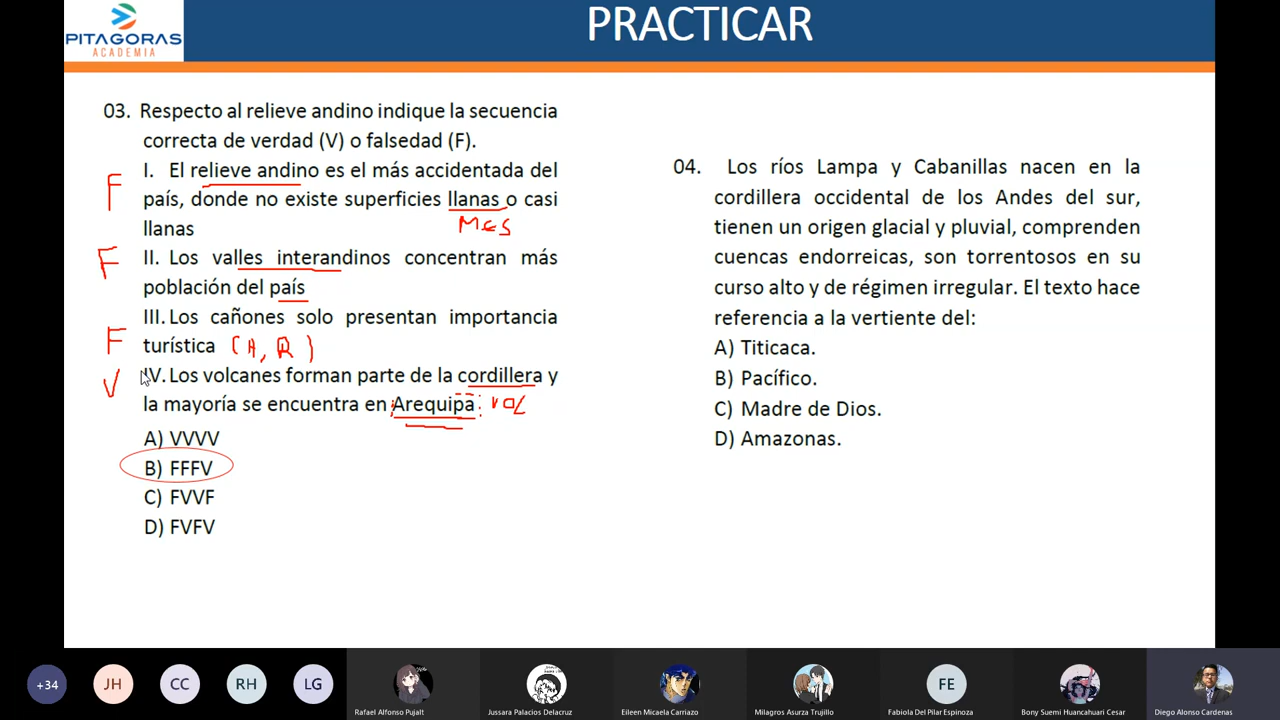 PITAGORAS
ACADEMIA
PRACTICAR
03. Respecto al relieve andino indique la secuencia
correcta de verdad (V) o falsedad (F).
F
I. El relieve andino es el más accidentada del
país, donde no existe superficies llanas o casi
llanas
MES
F
II. Los valles interandinos concentran más
población del país
F
III. Los cañones solo presentan importancia
turística (A, R)
V
IV. Los volcanes forman parte de la cordillera y
la mayoría se encuentra en Arequipa VOL
A) VVVV
B) FFFV
C) FVVF
D) FVFV
04. Los ríos Lampa y Cabanillas nacen en la
cordillera occidental de los Andes del sur,
tienen un origen glacial y pluvial, comprenden
cuencas endorreicas, son torrentosos en su
curso alto y de régimen irregular. El texto hace
referencia a la vertiente del:
A) Titicaca.
B) Pacífico.
C) Madre de Dios.
D) Amazonas.
+34
JH
CC
RH
LG
FE
Rafael Alfonso Pujalt
Jussara Palacios Delacruz
Eileen Micaela Carriazo
Milagros Asurza Trujillo
Fabiola Del Pilar Espinoza
Bony Suemi Huancahuari Cesar
Diego Alonso Cardenas